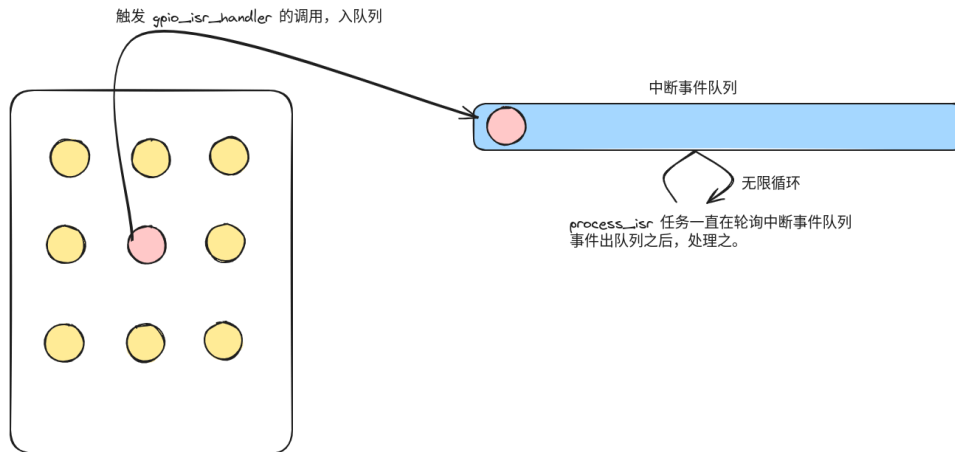 触发 gpio_isr_handler 的调用，入队列
中断事件队列
无限循环
process_isr 任务一直在轮询中断事件队列
事件出队列之后，处理之。